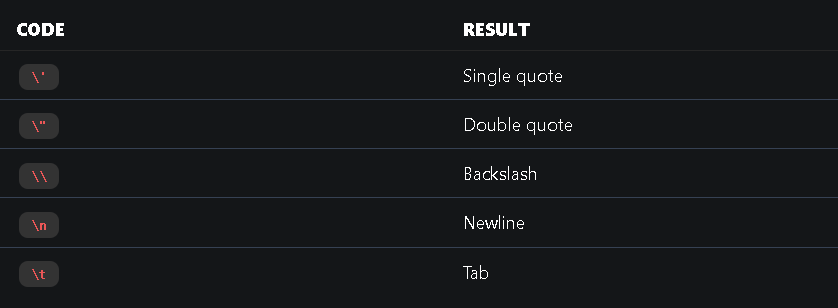 CODE RESULT
\' Single quote
\" Double quote
\\ Backslash
\n Newline
\t Tab